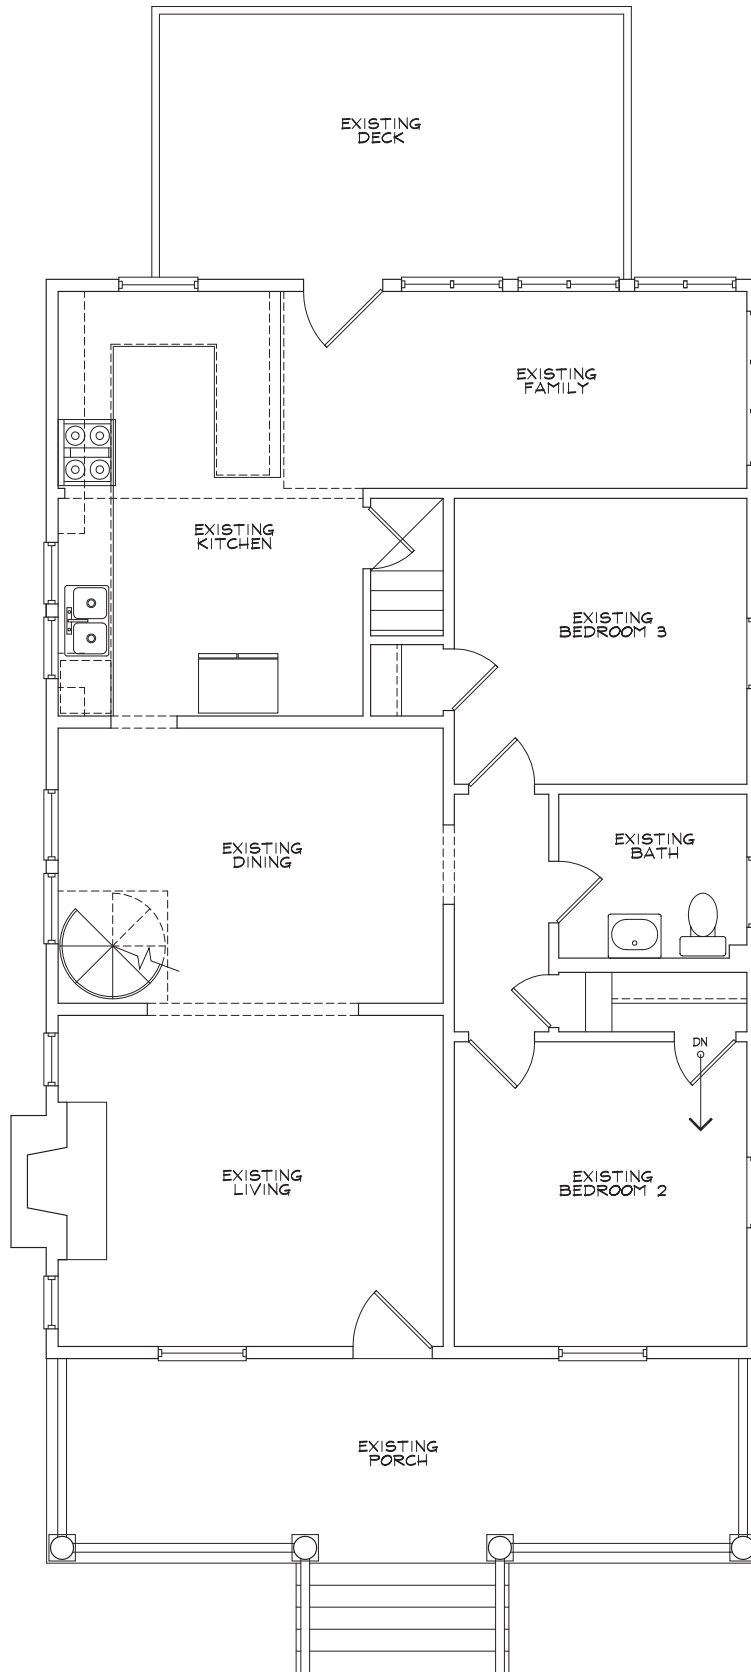 EXISTING
DECK
EXISTING
FAMILY
EXISTING
KITCHEN
EXISTING
BEDROOM 3
EXISTING
DINING
EXISTING
BATH
DN
EXISTING
LIVING
EXISTING
BEDROOM 2
EXISTING
PORCH